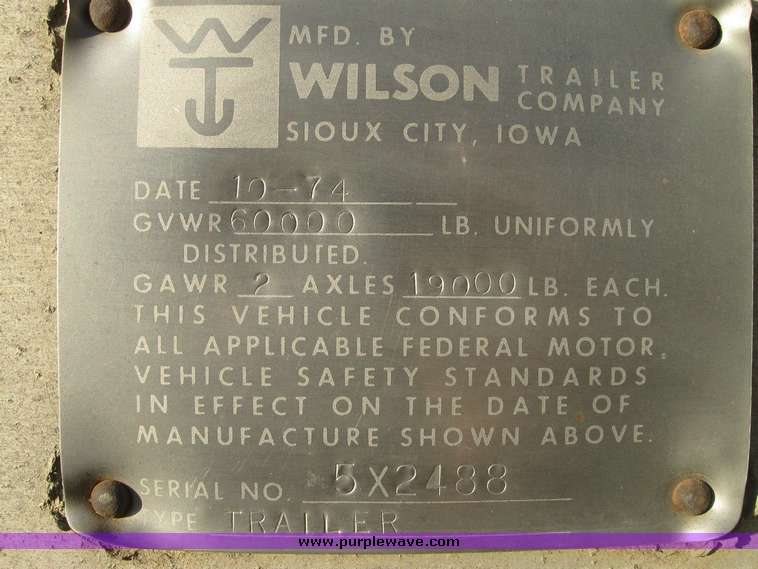 WTJ
MFD. BY
WILSON TRAILER COMPANY
SIOUX CITY, IOWA
DATE 10-74
GVWR 60000 LB. UNIFORMLY
DISTRIBUTED.
GAWR 2 AXLES 19000 LB. EACH.
THIS VEHICLE CONFORMS TO
ALL APPLICABLE FEDERAL MOTOR
VEHICLE SAFETY STANDARDS
IN EFFECT ON THE DATE OF
MANUFACTURE SHOWN ABOVE.
SERIAL NO. 5X2488
TYPE TRAILER
www.purplewave.com